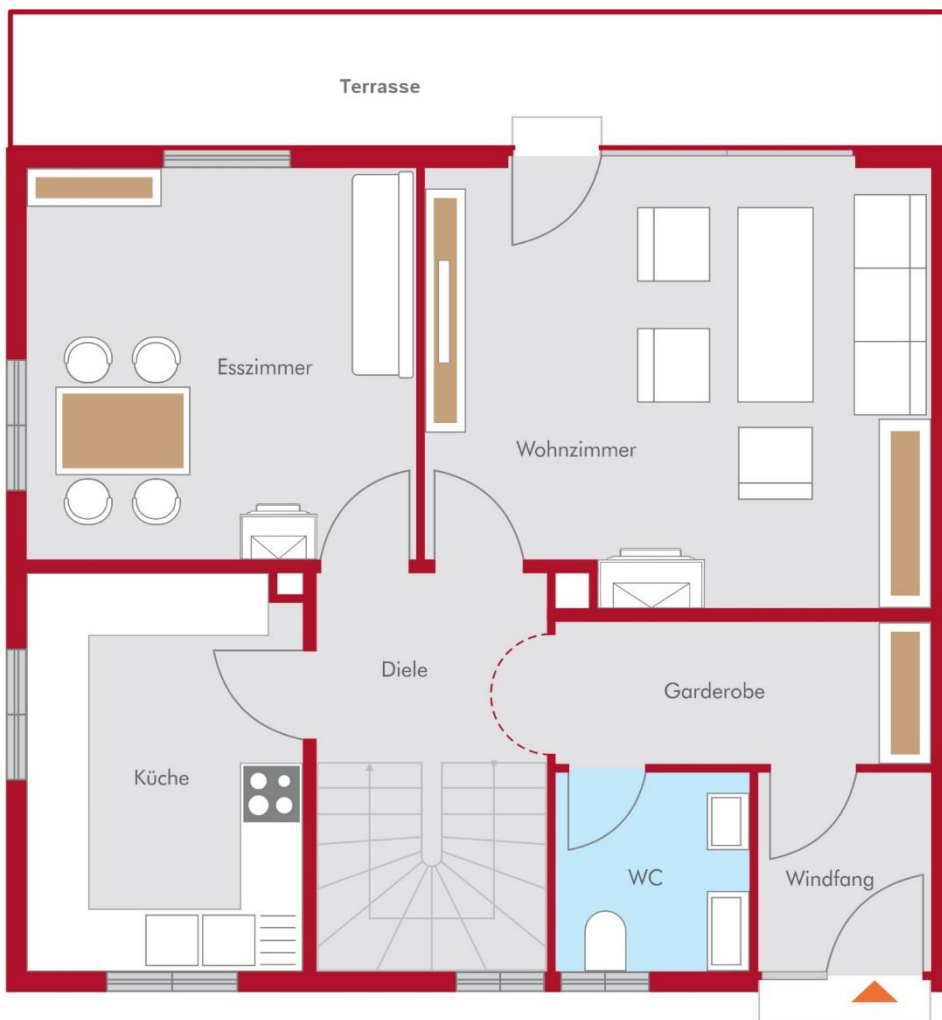 Terrasse
Esszimmer
Wohnzimmer
Diele
Garderobe
Küche
WC
Windfang